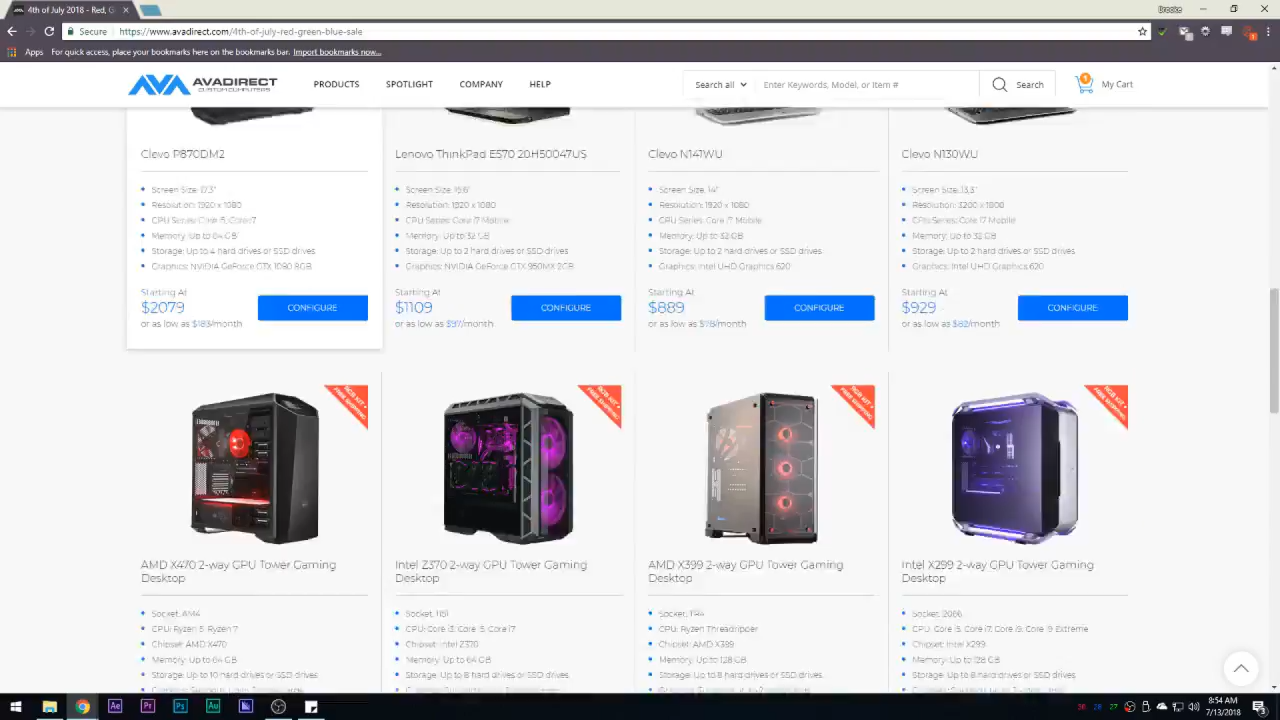 4th of July 2018 - Red, G
Secure
https://www.avadirect.com/4th-of-july-red-green-blue-sale
Apps For quick access, place your bookmarks here on the bookmarks bar. Import bookmarks now...
AVADIRECT
CUSTOM COMPUTERS
PRODUCTS SPOTLIGHT COMPANY HELP
Search all
Enter Keywords, Model, or Item #
Search
My Cart
Clevo P870DM2
Screen Size: 17.3"
Resolution: 1920 x 1080
CPU Series: Core i5, Core i7
Memory: Up to 64 GB
Storage: Up to 4 hard drives or SSD drives
Graphics: NVIDIA GeForce GTX 1080 8GB
Starting At
$2079
or as low as $183/month
CONFIGURE
Lenovo ThinkPad E570 20H50047US
Screen Size: 15.6"
Resolution: 1920 x 1080
CPU Series: Core i7 Mobile
Memory: Up to 32 GB
Storage: Up to 2 hard drives or SSD drives
Graphics: NVIDIA GeForce GTX 950MX 2GB
Starting At
$1109
or as low as $97/month
CONFIGURE
Clevo N141WU
Screen Size: 14"
Resolution: 1920 x 1080
CPU Series: Core i7 Mobile
Memory: Up to 32 GB
Storage: Up to 2 hard drives or SSD drives
Graphics: Intel UHD Graphics 620
Starting At
$889
or as low as $78/month
CONFIGURE
Clevo N130WU
Screen Size: 13.3"
Resolution: 3200 x 1800
CPU Series: Core i7 Mobile
Memory: Up to 32 GB
Storage: Up to 2 hard drives or SSD drives
Graphics: Intel UHD Graphics 620
Starting At
$929
or as low as $82/month
CONFIGURE
RGB KIT +
FREE SHIPPING
AMD X470 2-way GPU Tower Gaming
Desktop
Socket: AM4
CPU: Ryzen 5, Ryzen 7
Chipset: AMD X470
Memory: Up to 64 GB
Storage: Up to 10 hard drives or SSD drives
RGB KIT +
FREE SHIPPING
Intel Z370 2-way GPU Tower Gaming
Desktop
Socket: 1151
CPU: Core i3, Core i5, Core i7
Chipset: Intel Z370
Memory: Up to 64 GB
Storage: Up to 8 hard drives or SSD drives
RGB KIT +
FREE SHIPPING
AMD X399 2-way GPU Tower Gaming
Desktop
Socket: TR4
CPU: Ryzen Threadripper
Chipset: AMD X399
Memory: Up to 128 GB
Storage: Up to 8 hard drives or SSD drives
RGB KIT +
FREE SHIPPING
Intel X299 2-way GPU Tower Gaming
Desktop
Socket: 2066
CPU: Core i5, Core i7, Core i9, Core i9 Extreme
Chipset: Intel X299
Memory: Up to 128 GB
Storage: Up to 8 hard drives or SSD drives
8:54 AM
7/13/2018